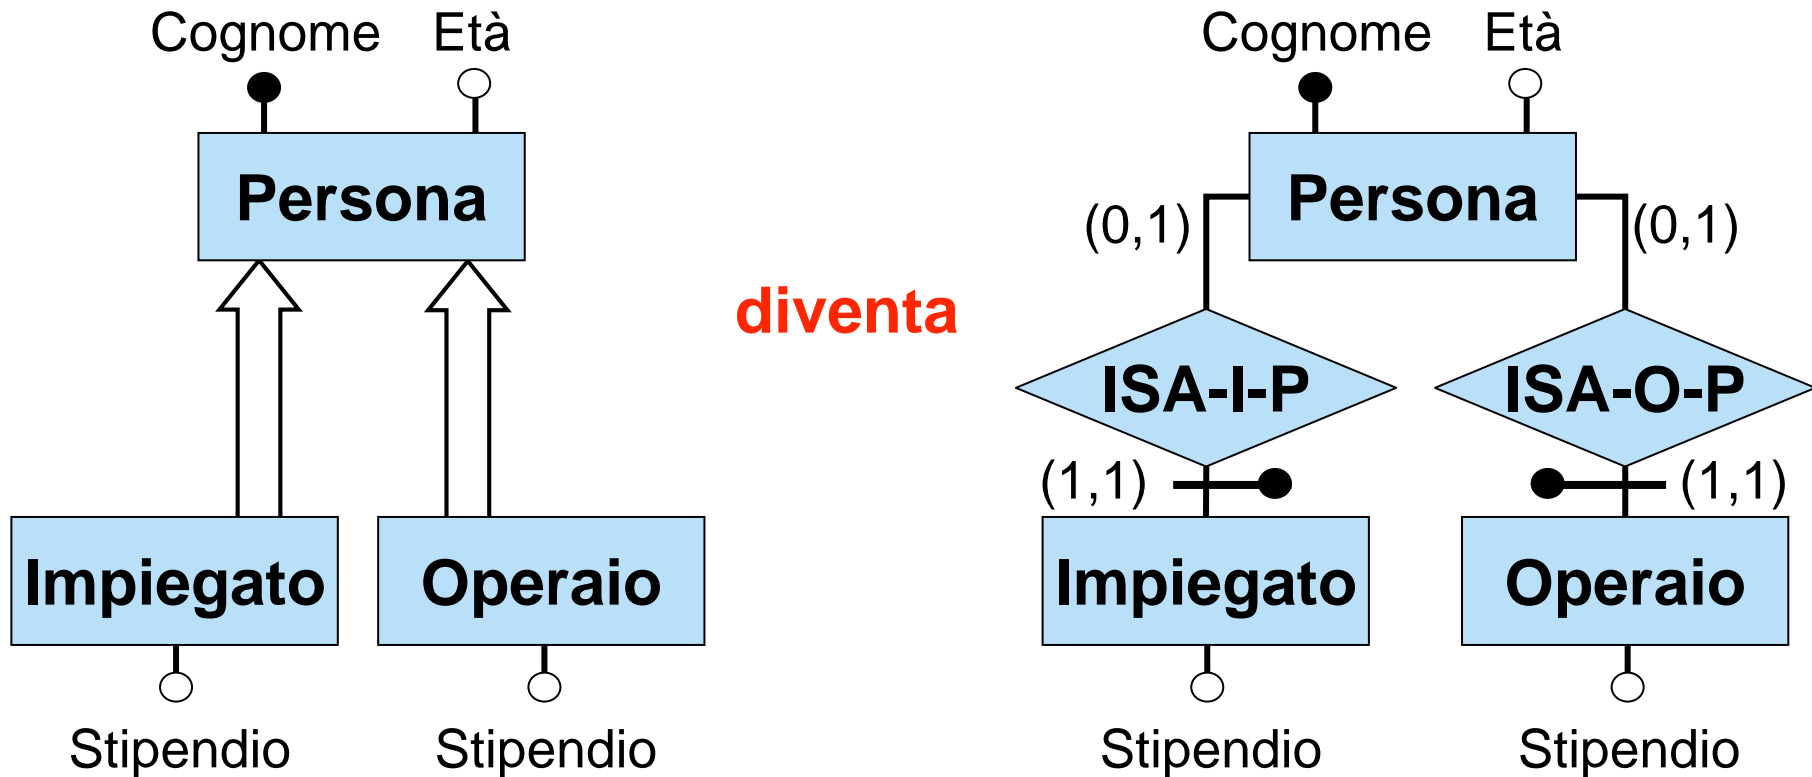 Cognome Età
Persona
Impiegato Operaio
Stipendio Stipendio
diventa
Cognome Età
Persona
(0,1) (0,1)
ISA-I-P ISA-O-P
(1,1) (1,1)
Impiegato Operaio
Stipendio Stipendio